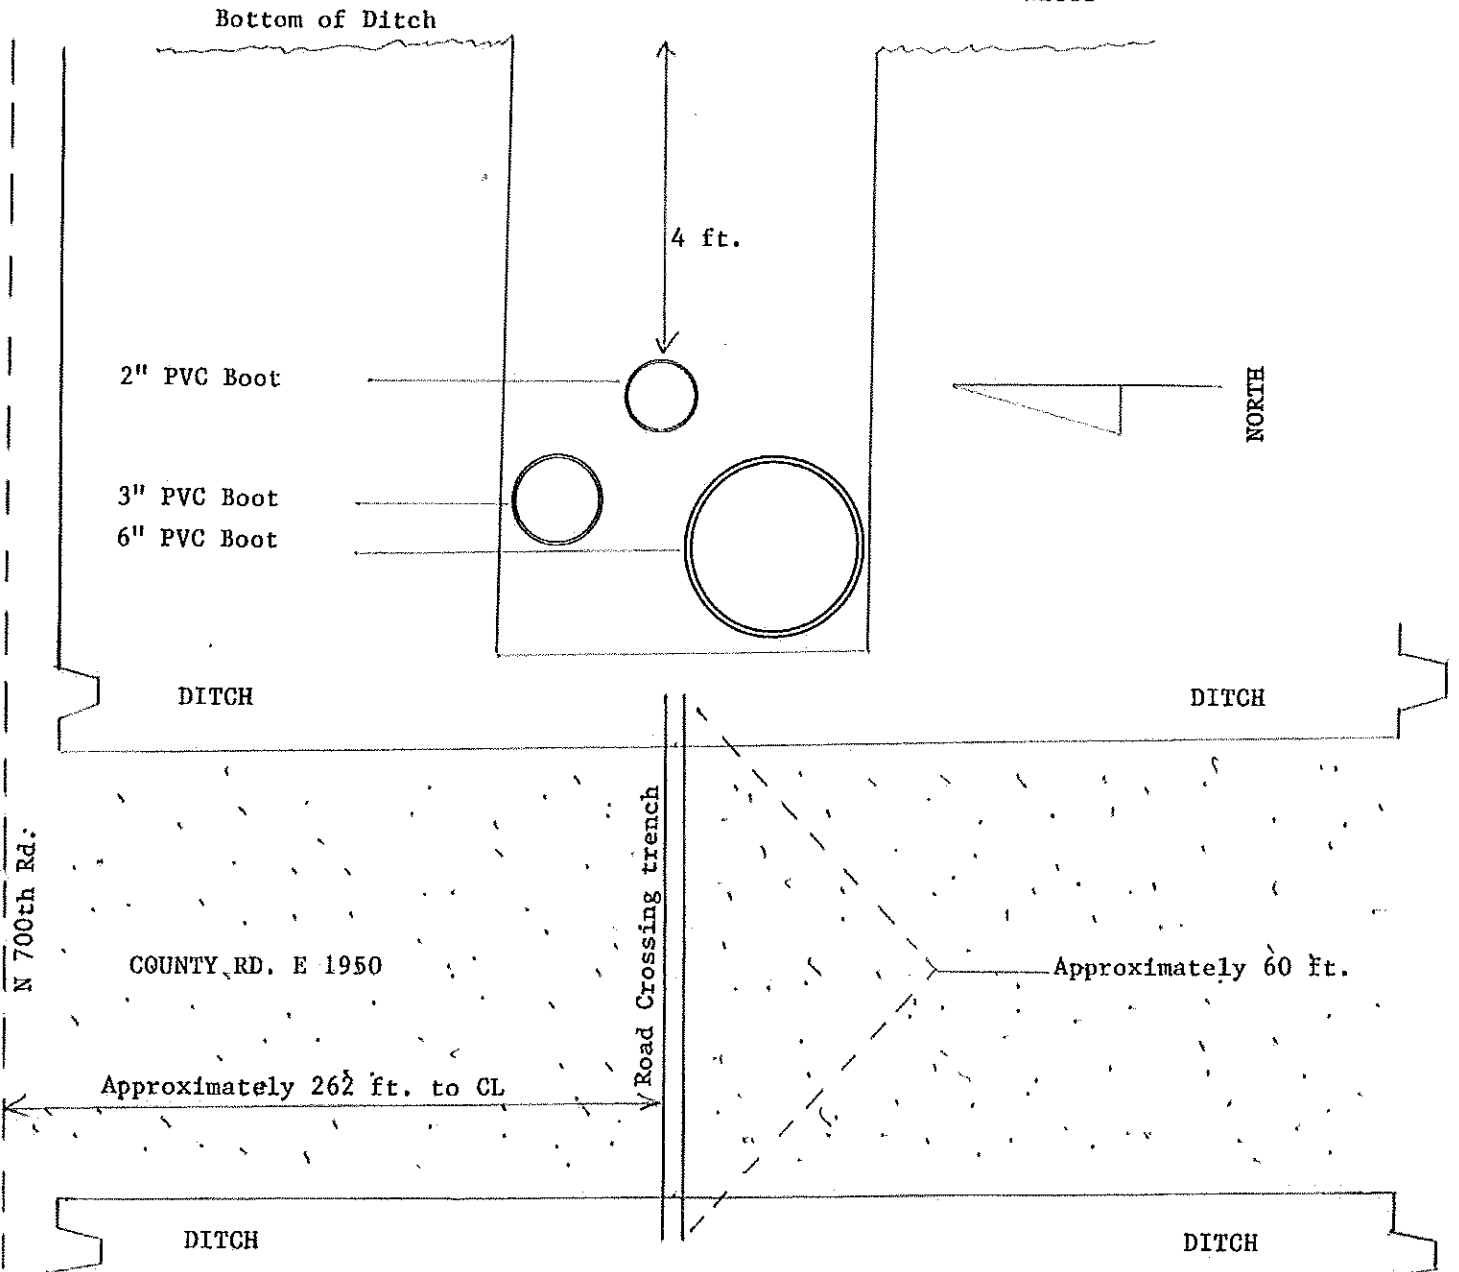 Bottom of Ditch
4 ft.
2" PVC Boot
3" PVC Boot
6" PVC Boot
NORTH
DITCH
DITCH
N 700th Rd.
Road Crossing trench
COUNTY RD. E 1950
Approximately 60 ft.
Approximately 262 ft. to CL
DITCH
DITCH